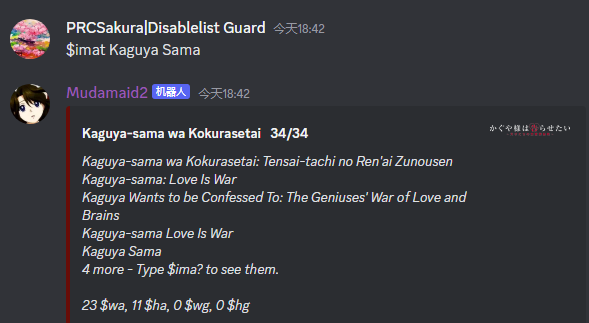 PRCSakura|Disablelist Guard 今天18:42
$imat Kaguya Sama
Mudamaid2 机器人 今天18:42
Kaguya-sama wa Kokurasetai 34/34
かぐや様は告らせたい
Kaguya-sama wa Kokurasetai: Tensai-tachi no Ren'ai Zunousen
Kaguya-sama: Love Is War
Kaguya Wants to be Confessed To: The Geniuses' War of Love and
Brains
Kaguya-sama Love Is War
Kaguya Sama
4 more - Type $ima? to see them.
23 $wa, 11 $ha, 0 $wg, 0 $hg